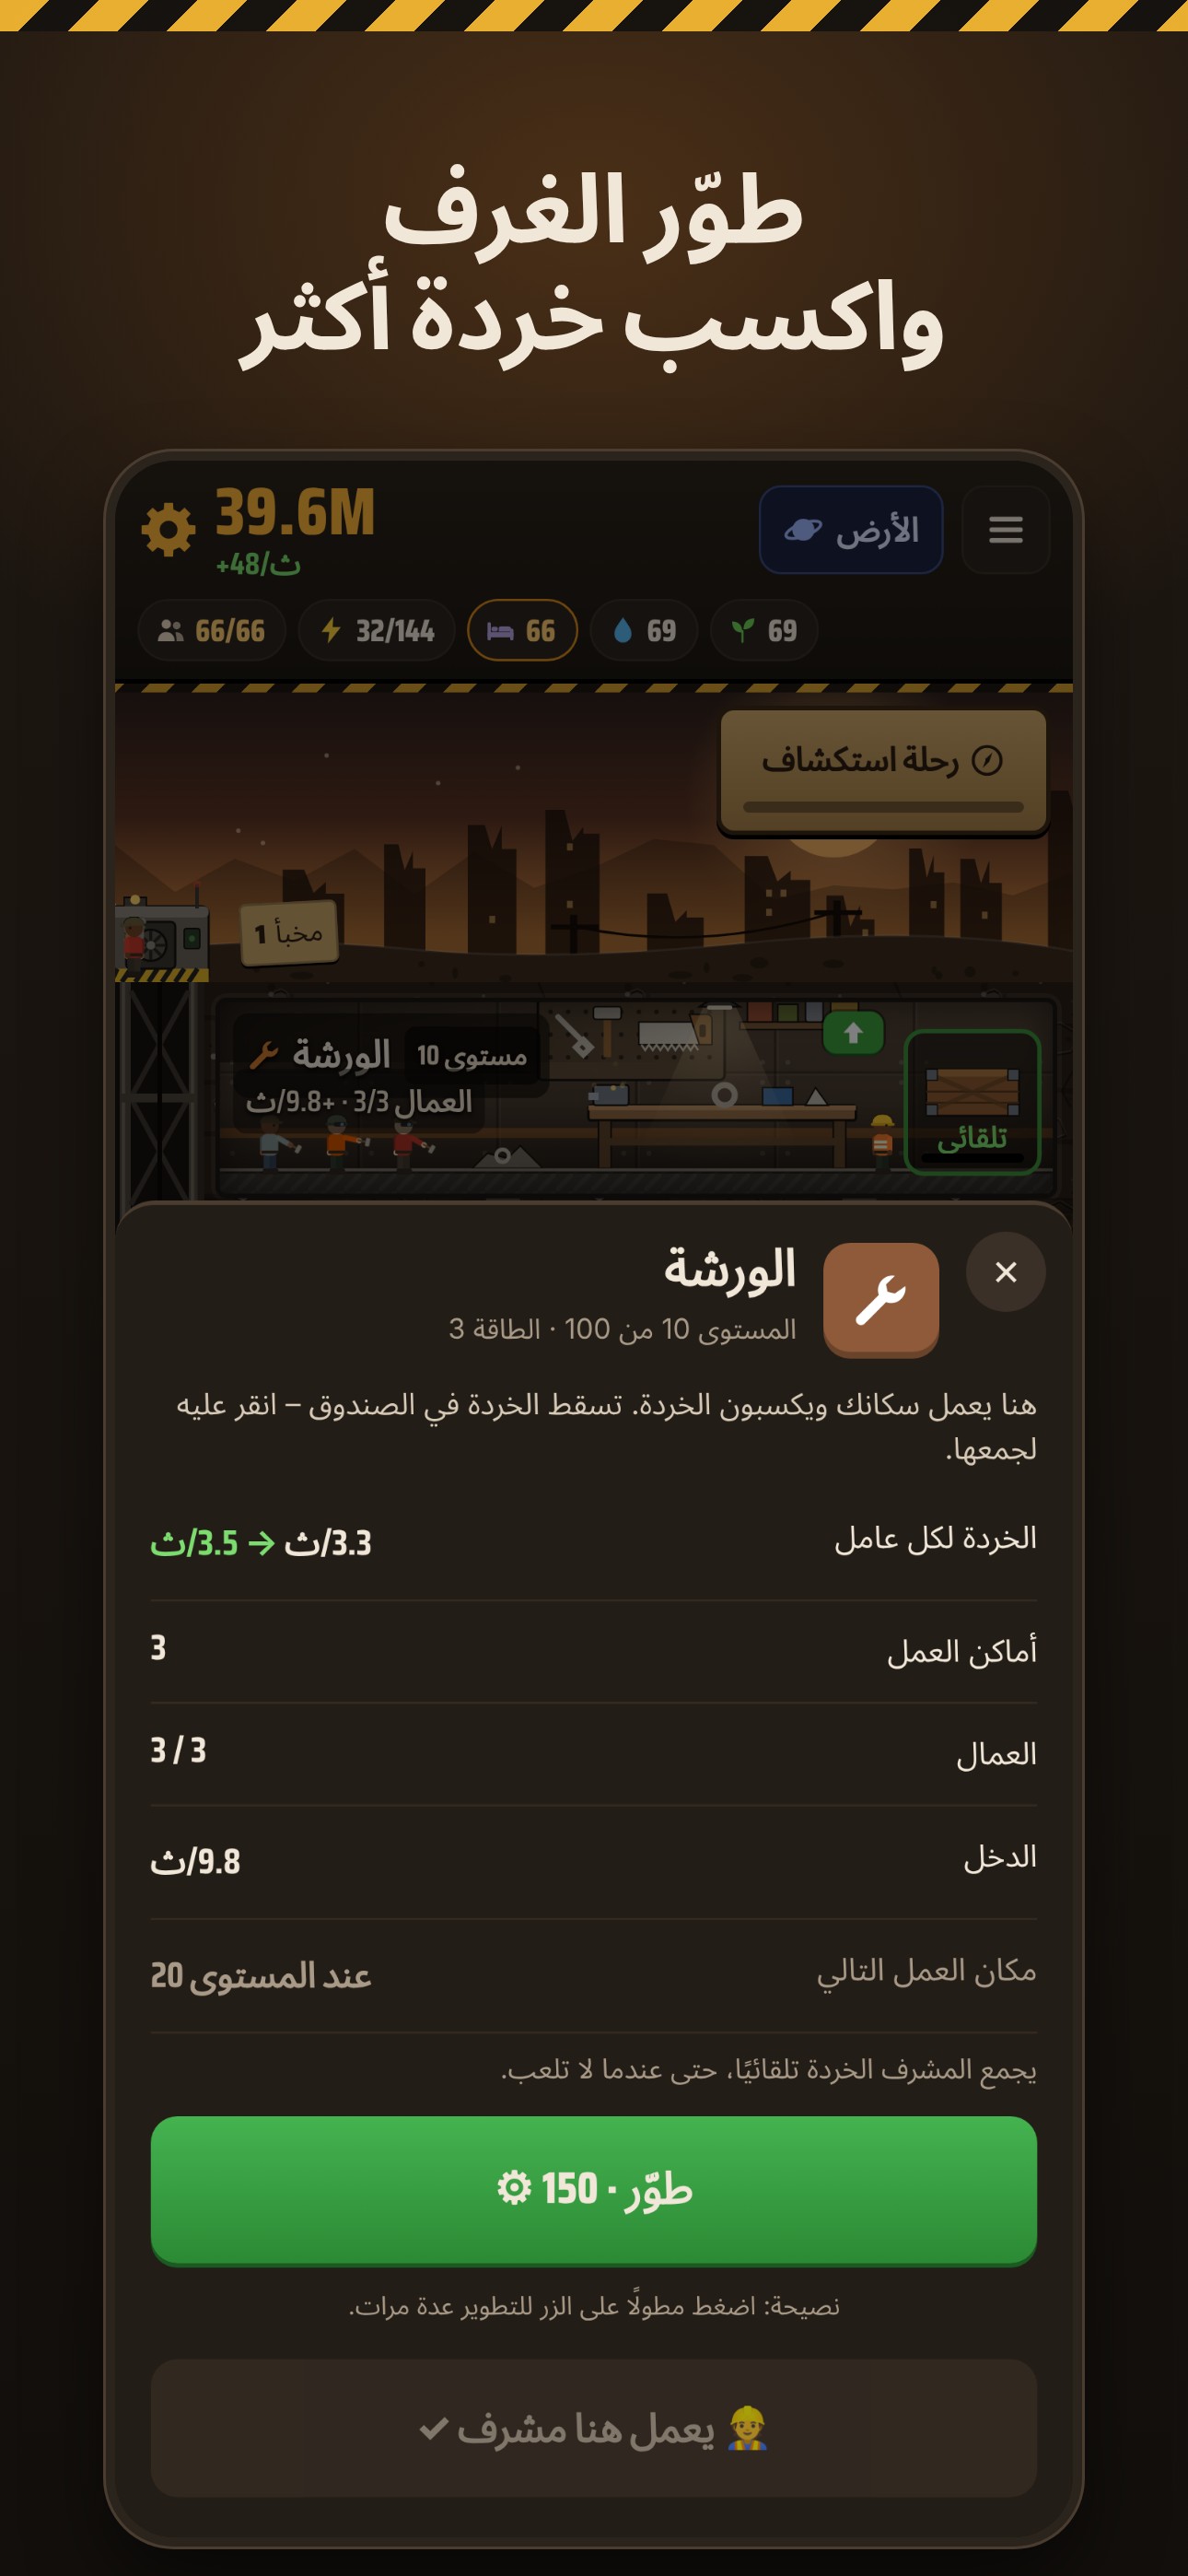 طوّر الغرف
واكسب خردة أكثر
39.6M
+48/ث
الأرض
66/66
32/144
66
69
69
رحلة استكشاف
مخبأ 1
الورشة
مستوى 10
العمال 3/3 · +9.8/ث
تلقائي
الورشة
المستوى 10 من 100 · الطاقة 3
هنا يعمل سكانك ويكسبون الخردة. تسقط الخردة في الصندوق – انقر عليه
لجمعها.
الخردة لكل عامل
3.3/ث → 3.5/ث
أماكن العمل
3
العمال
3 / 3
الدخل
9.8/ث
مكان العمل التالي
عند المستوى 20
يجمع المشرف الخردة تلقائيًا، حتى عندما لا تلعب.
طوّر · 150 ⚙
نصيحة: اضغط مطولًا على الزر للتطوير عدة مرات.
👷 يعمل هنا مشرف ✓